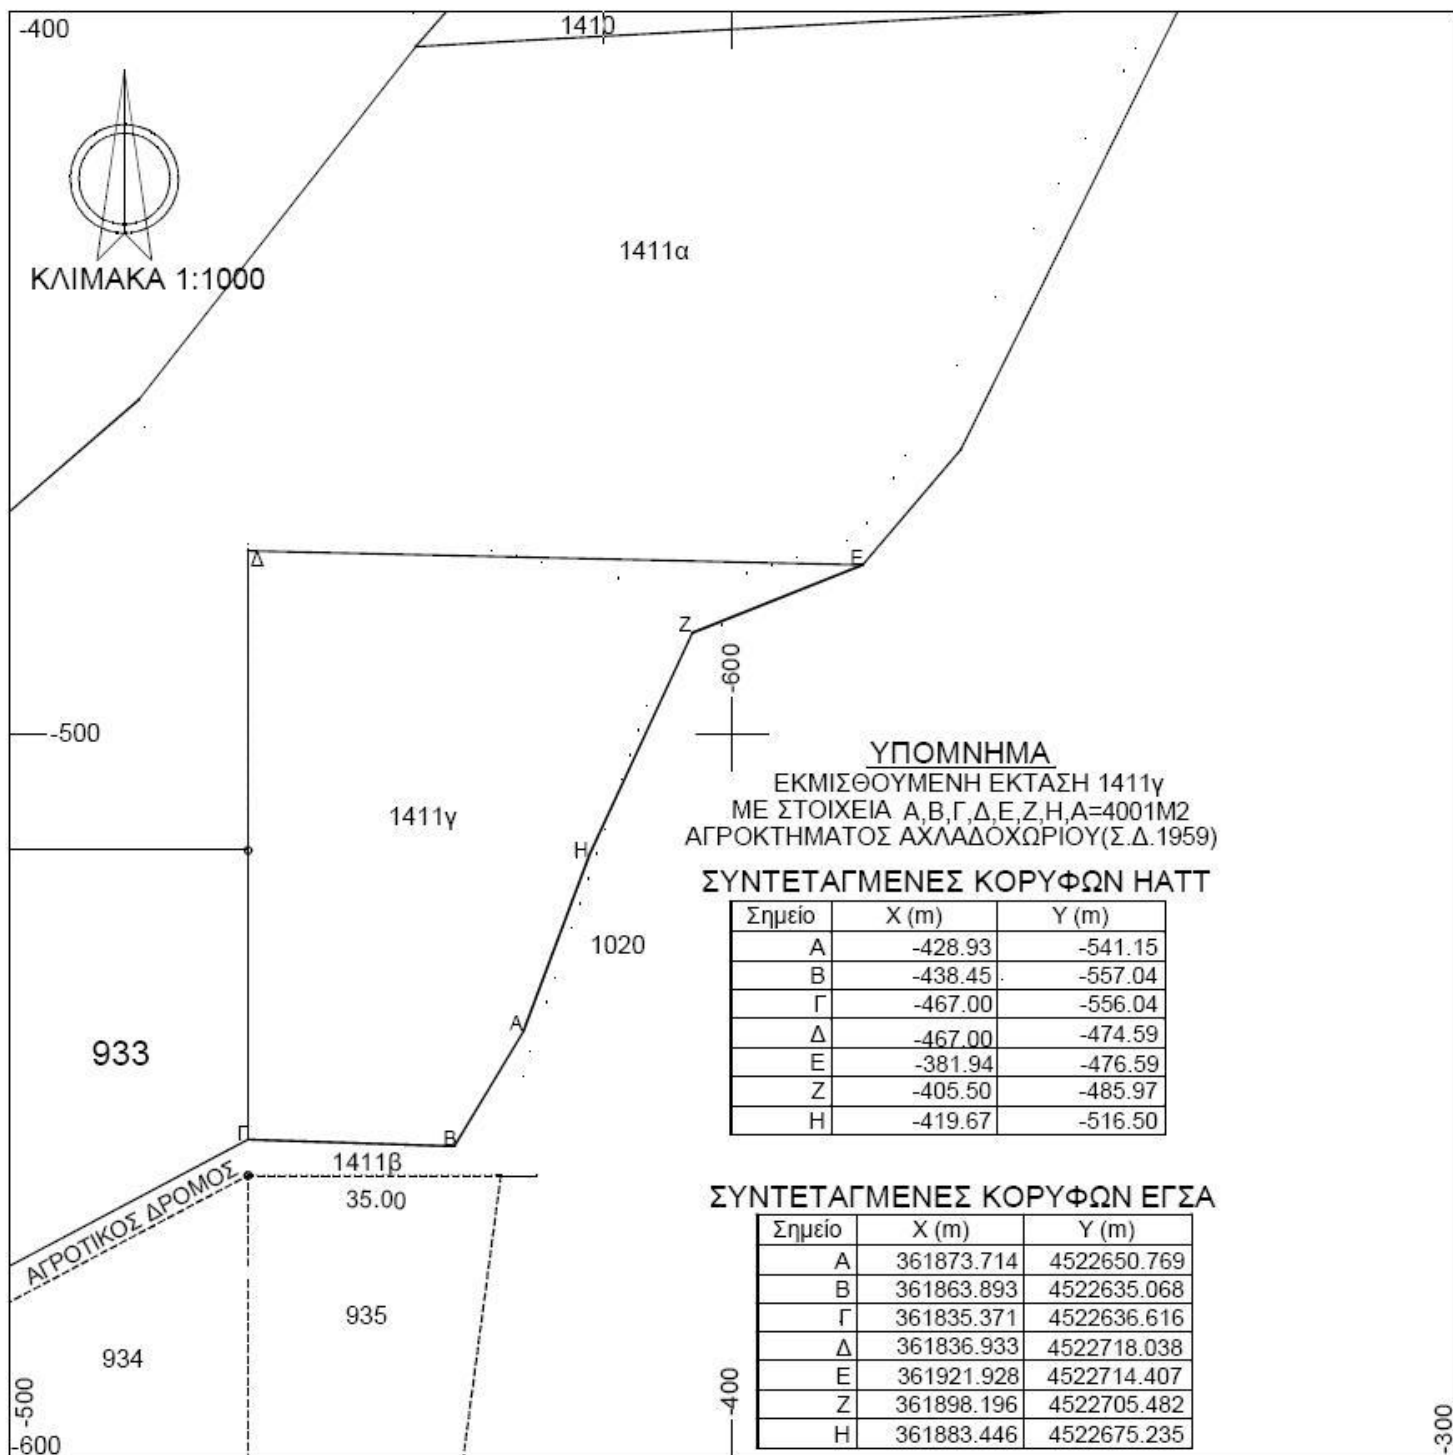 -400
1410
ΚΛΙΜΑΚΑ 1:1000
1411α
Δ
Ε
Ζ
-600
-500
ΥΠΟΜΝΗΜΑ
ΕΚΜΙΣΘΟΥΜΕΝΗ ΕΚΤΑΣΗ 1411γ
ΜΕ ΣΤΟΙΧΕΙΑ Α,Β,Γ,Δ,Ε,Ζ,Η,Α=4001Μ2
ΑΓΡΟΚΤΗΜΑΤΟΣ ΑΧΛΑΔΟΧΩΡΙΟΥ(Σ.Δ.1959)
1411γ
Η
ΣΥΝΤΕΤΑΓΜΕΝΕΣ ΚΟΡΥΦΩΝ HATT
Σημείο X (m) Y (m)
Α -428.93 -541.15
Β -438.45 -557.04
Γ -467.00 -556.04
Δ -467.00 -474.59
Ε -381.94 -476.59
Ζ -405.50 -485.97
Η -419.67 -516.50
1020
Α
933
Γ
Β
1411β
35.00
ΑΓΡΟΤΙΚΟΣ ΔΡΟΜΟΣ
ΣΥΝΤΕΤΑΓΜΕΝΕΣ ΚΟΡΥΦΩΝ ΕΓΣΑ
Σημείο X (m) Y (m)
Α 361873.714 4522650.769
Β 361863.893 4522635.068
Γ 361835.371 4522636.616
Δ 361836.933 4522718.038
Ε 361921.928 4522714.407
Ζ 361898.196 4522705.482
Η 361883.446 4522675.235
935
934
-500
-600
-400
-300